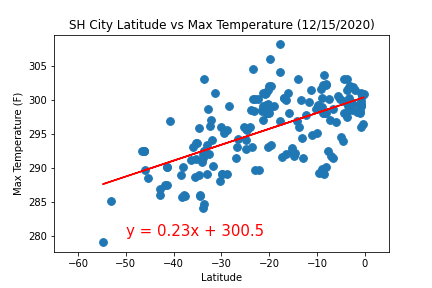 SH City Latitude vs Max Temperature (12/15/2020)
Max Temperature (F)
305
300
295
290
285
280
y = 0.23x + 300.5
−60 −50 −40 −30 −20 −10 0
Latitude